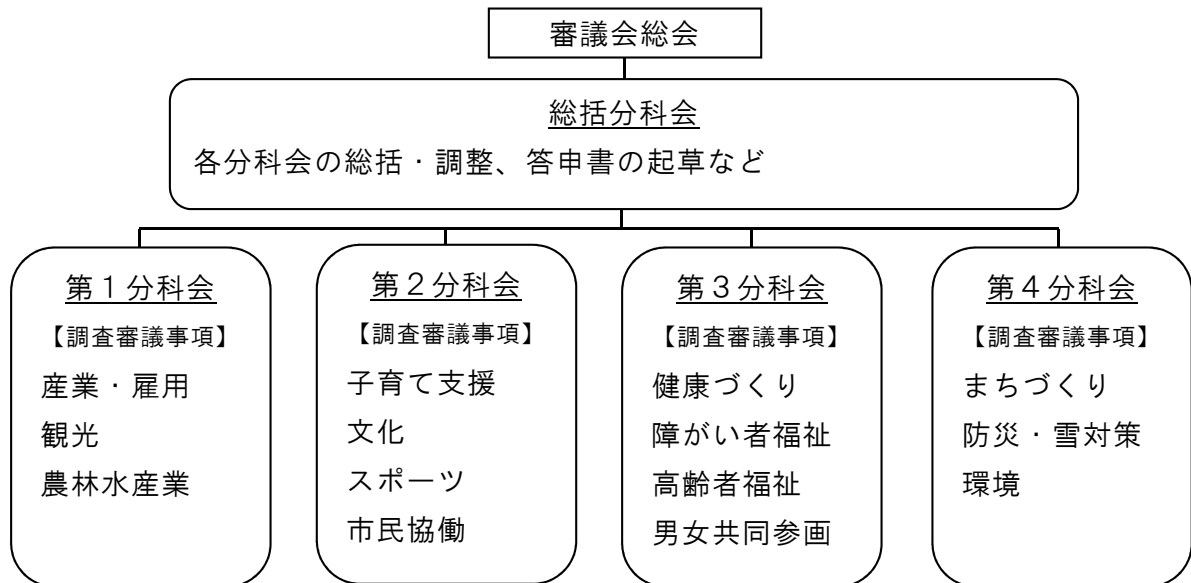 審議会総会
総括分科会
各分科会の総括・調整、答申書の起草など
第１分科会
【調査審議事項】
産業・雇用
観光
農林水産業
第２分科会
【調査審議事項】
子育て支援
文化
スポーツ
市民協働
第３分科会
【調査審議事項】
健康づくり
障がい者福祉
高齢者福祉
男女共同参画
第４分科会
【調査審議事項】
まちづくり
防災・雪対策
環境